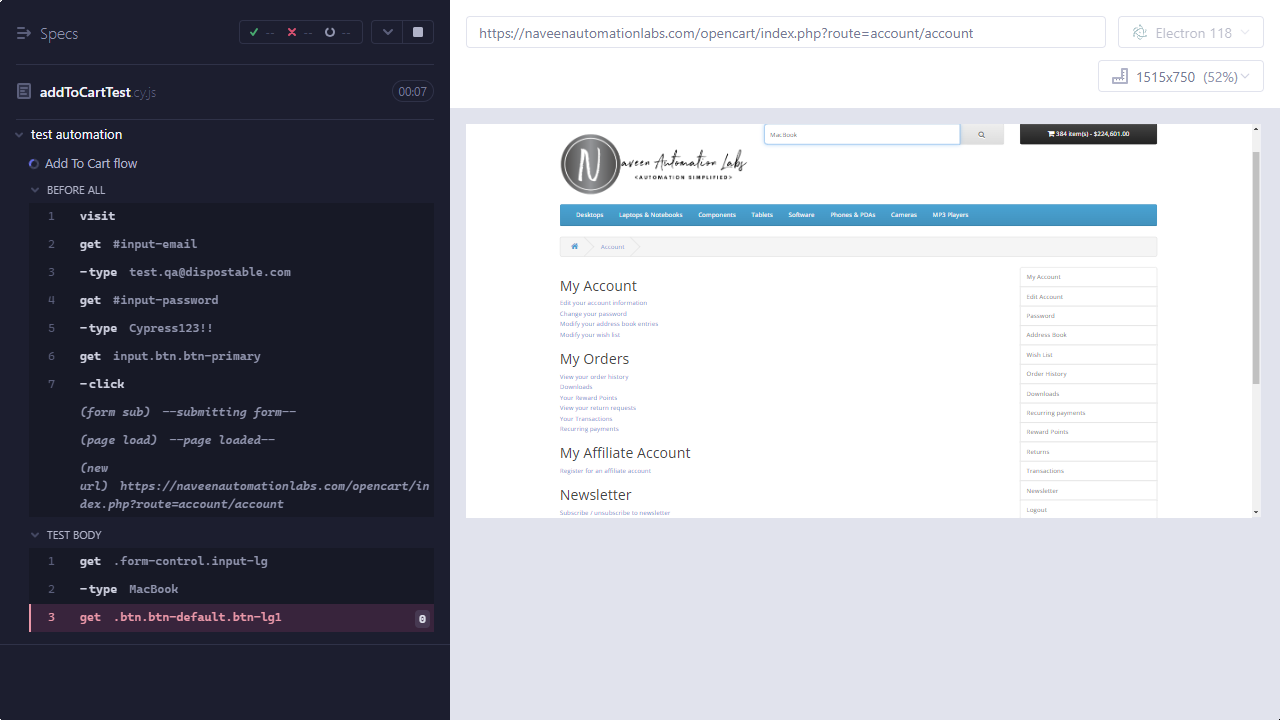 Specs
-- -- --
addToCartTest.cy.js 00:07
test automation
Add To Cart flow
BEFORE ALL
1 visit
2 get #input-email
3 -type test.qa@dispostable.com
4 get #input-password
5 -type Cypress123!!
6 get input.btn.btn-primary
7 -click
(form sub) --submitting form--
(page load) --page loaded--
(new
url) https://naveenautomationlabs.com/opencart/in
dex.php?route=account/account
TEST BODY
1 get .form-control.input-lg
2 -type MacBook
3 get .btn.btn-default.btn-lg1 0
https://naveenautomationlabs.com/opencart/index.php?route=account/account
Electron 118
1515x750 (52%)
MacBook
384 item(s) - $224,601.00
Naveen Automation Labs
<AUTOMATION SIMPLIFIED>
Desktops Laptops & Notebooks Components Tablets Software Phones & PDAs Cameras MP3 Players
Account
My Account
Edit your account information
Change your password
Modify your address book entries
Modify your wish list
My Orders
View your order history
Downloads
Your Reward Points
View your return requests
Your Transactions
Recurring payments
My Affiliate Account
Register for an affiliate account
Newsletter
Subscribe / unsubscribe to newsletter
My Account
Edit Account
Password
Address Book
Wish List
Order History
Downloads
Recurring payments
Reward Points
Returns
Transactions
Newsletter
Logout